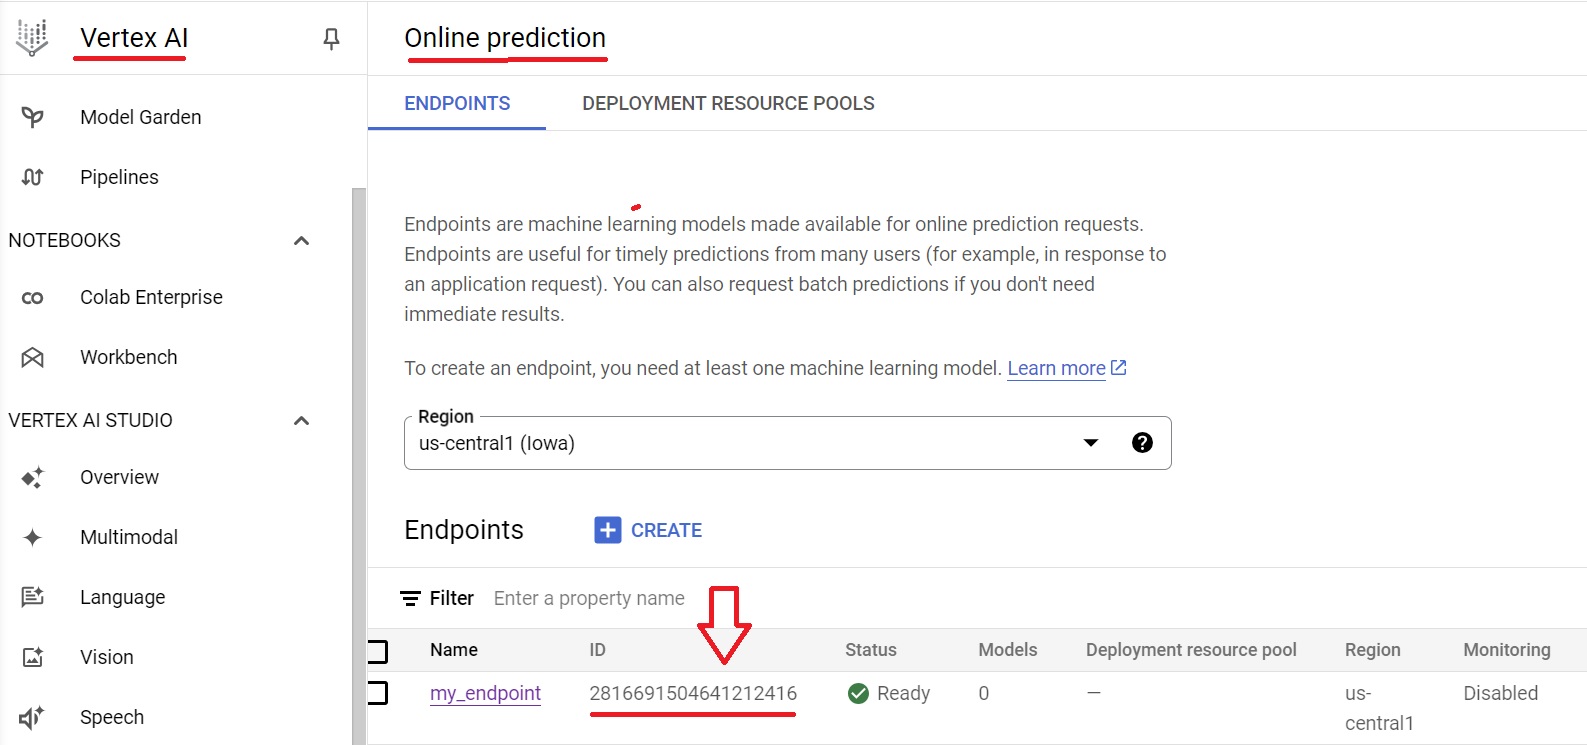 Vertex AI
Online prediction
ENDPOINTS
DEPLOYMENT RESOURCE POOLS
Model Garden
Pipelines
NOTEBOOKS
Colab Enterprise
Workbench
VERTEX AI STUDIO
Overview
Multimodal
Language
Vision
Speech
Endpoints are machine learning models made available for online prediction requests.
Endpoints are useful for timely predictions from many users (for example, in response to
an application request). You can also request batch predictions if you don't need
immediate results.
To create an endpoint, you need at least one machine learning model. Learn more
Region
us-central1 (Iowa)
Endpoints
CREATE
Filter Enter a property name
Name ID Status Models Deployment resource pool Region Monitoring
my_endpoint 2816691504641212416 Ready 0 — us- Disabled
central1